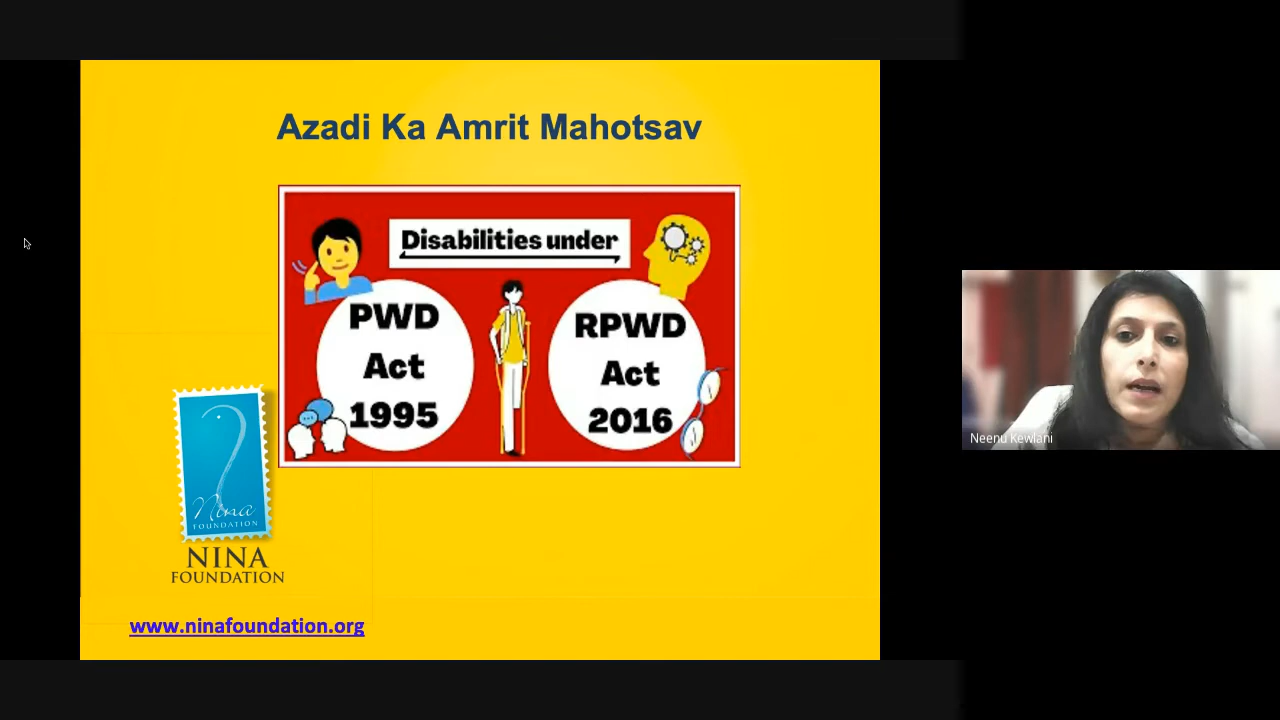 Azadi Ka Amrit Mahotsav
Disabilities under
PWD
Act
1995
RPWD
Act
2016
Nina
FOUNDATION
NINA
FOUNDATION
www.ninafoundation.org
Neenu Kewlani